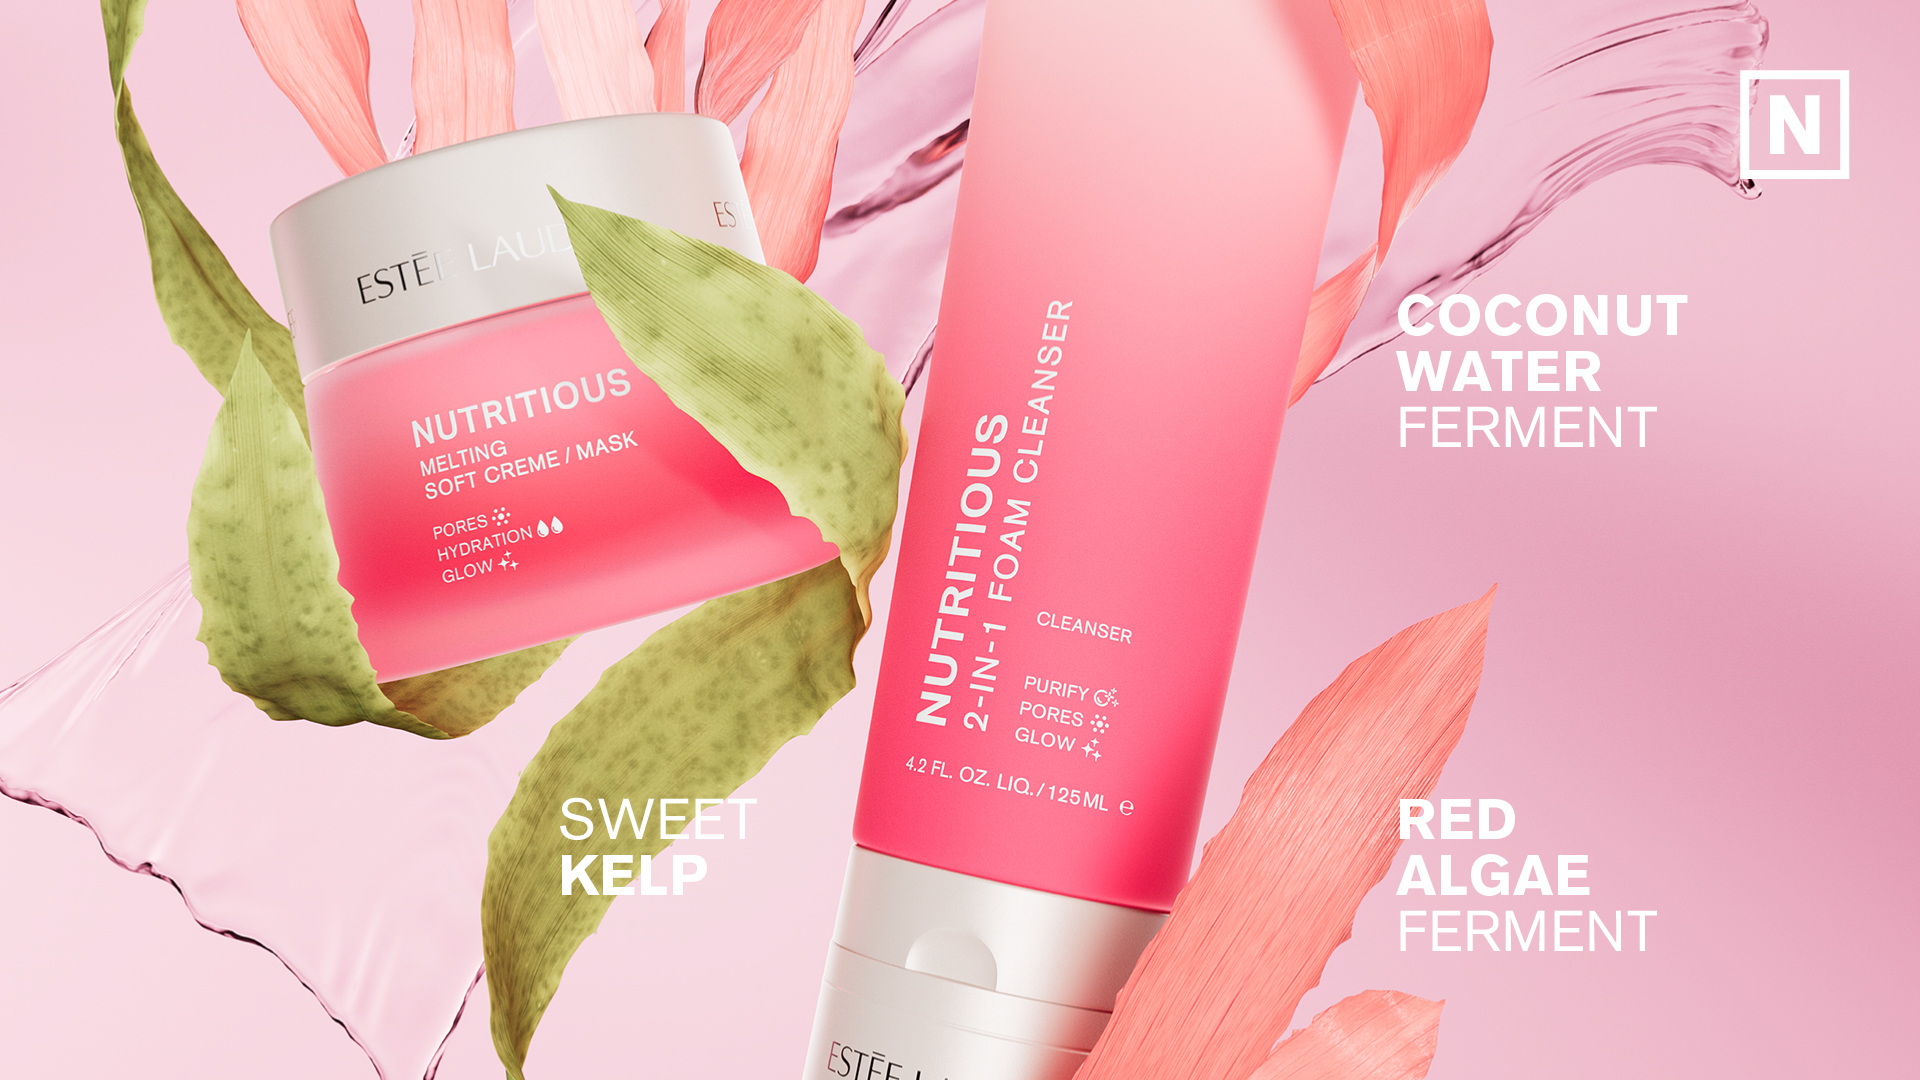 ESTĒE LAUD
ES
NUTRITIOUS
MELTING
SOFT CREME / MASK
PORES
HYDRATION
GLOW
NUTRITIOUS
2-IN-1 FOAM CLEANSER
CLEANSER
PURIFY
PORES
GLOW
4.2 FL. OZ. LIQ./125ML ℮
ESTĒE L
N
COCONUT
WATER
FERMENT
SWEET
KELP
RED
ALGAE
FERMENT